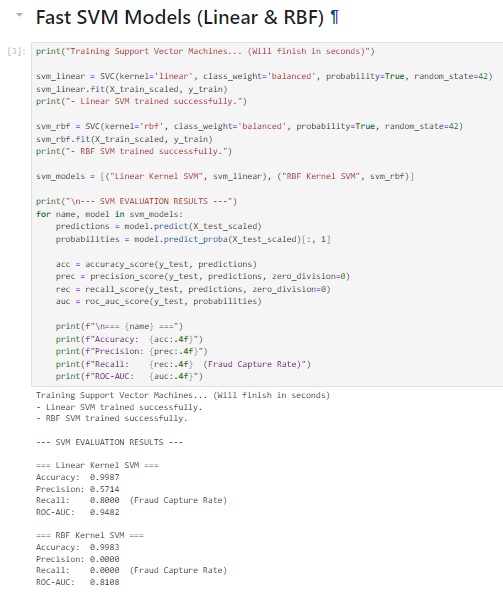 Fast SVM Models (Linear & RBF) ¶
[3]: print("Training Support Vector Machines... (Will finish in seconds)")
svm_linear = SVC(kernel='linear', class_weight='balanced', probability=True, random_state=42)
svm_linear.fit(X_train_scaled, y_train)
print("- Linear SVM trained successfully.")
svm_rbf = SVC(kernel='rbf', class_weight='balanced', probability=True, random_state=42)
svm_rbf.fit(X_train_scaled, y_train)
print("- RBF SVM trained successfully.")
svm_models = [("Linear Kernel SVM", svm_linear), ("RBF Kernel SVM", svm_rbf)]
print("\n--- SVM EVALUATION RESULTS ---")
for name, model in svm_models:
    predictions = model.predict(X_test_scaled)
    probabilities = model.predict_proba(X_test_scaled)[:, 1]
    acc = accuracy_score(y_test, predictions)
    prec = precision_score(y_test, predictions, zero_division=0)
    rec = recall_score(y_test, predictions, zero_division=0)
    auc = roc_auc_score(y_test, probabilities)
    print(f"\n=== {name} ===")
    print(f"Accuracy:  {acc:.4f}")
    print(f"Precision: {prec:.4f}")
    print(f"Recall:    {rec:.4f}  (Fraud Capture Rate)")
    print(f"ROC-AUC:   {auc:.4f}")
Training Support Vector Machines... (Will finish in seconds)
- Linear SVM trained successfully.
- RBF SVM trained successfully.
--- SVM EVALUATION RESULTS ---
=== Linear Kernel SVM ===
Accuracy:  0.9987
Precision: 0.5714
Recall:    0.8000  (Fraud Capture Rate)
ROC-AUC:   0.9482
=== RBF Kernel SVM ===
Accuracy:  0.9983
Precision: 0.0000
Recall:    0.0000  (Fraud Capture Rate)
ROC-AUC:   0.8108